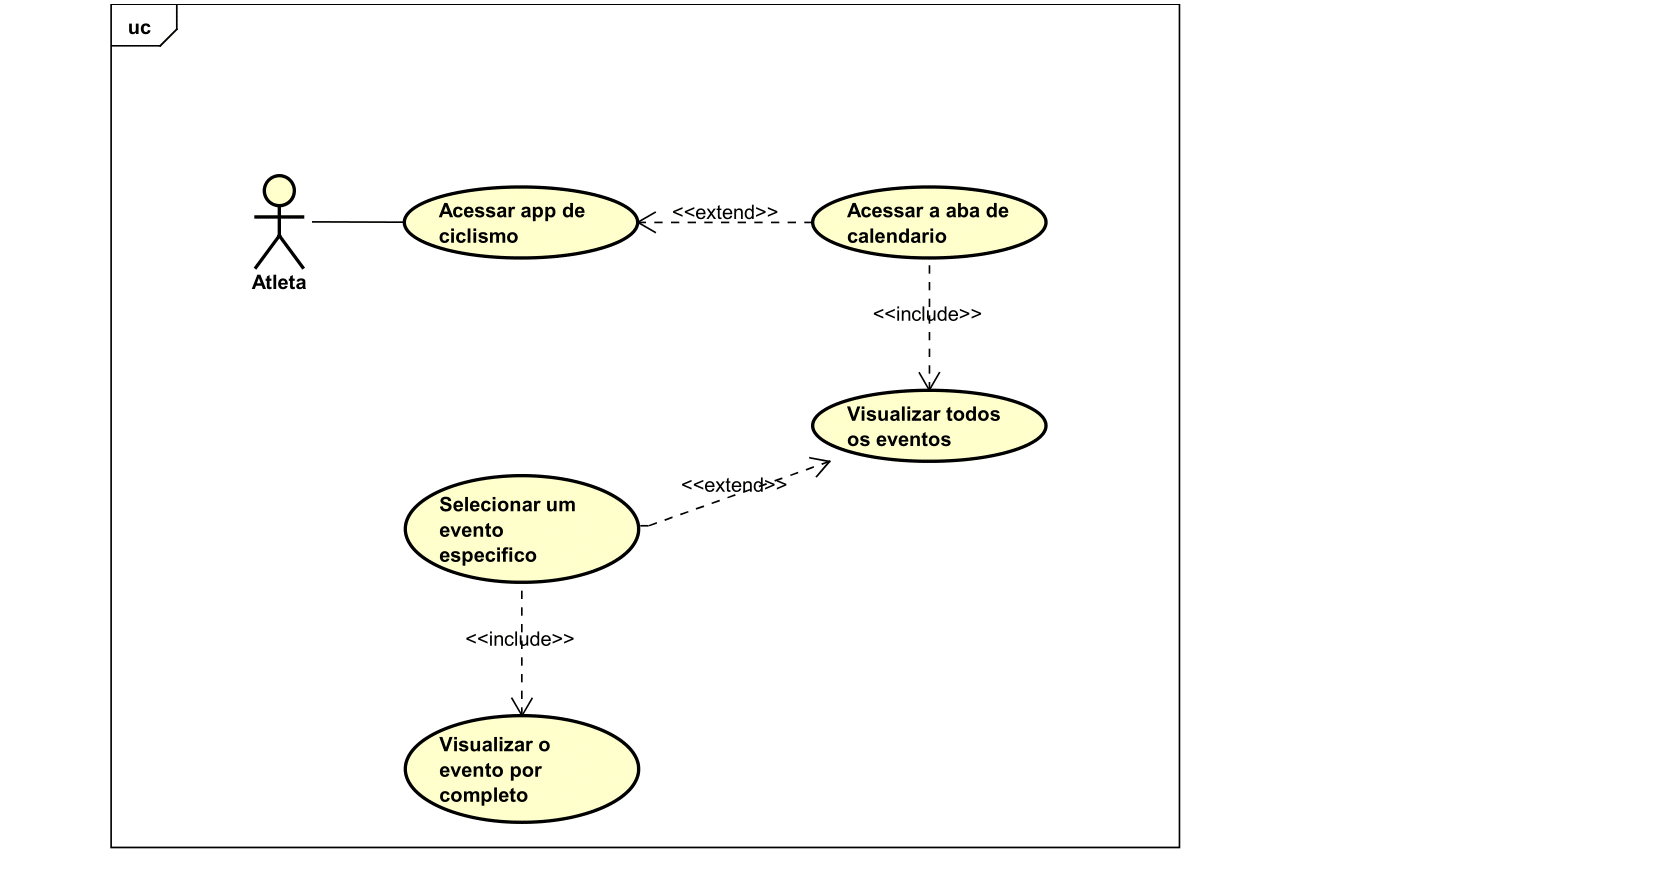 uc
Acessar app de
ciclismo
<<extend>>
Acessar a aba de
calendario
Atleta
<<include>>
Visualizar todos
os eventos
<<extend>>
Selecionar um
evento
especifico
<<include>>
Visualizar o
evento por
completo